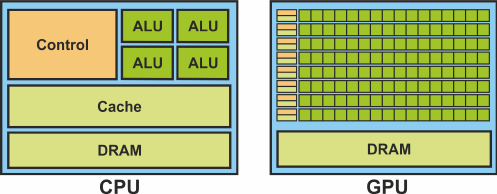 Control
ALU
ALU
ALU
ALU
Cache
DRAM
CPU
DRAM
GPU